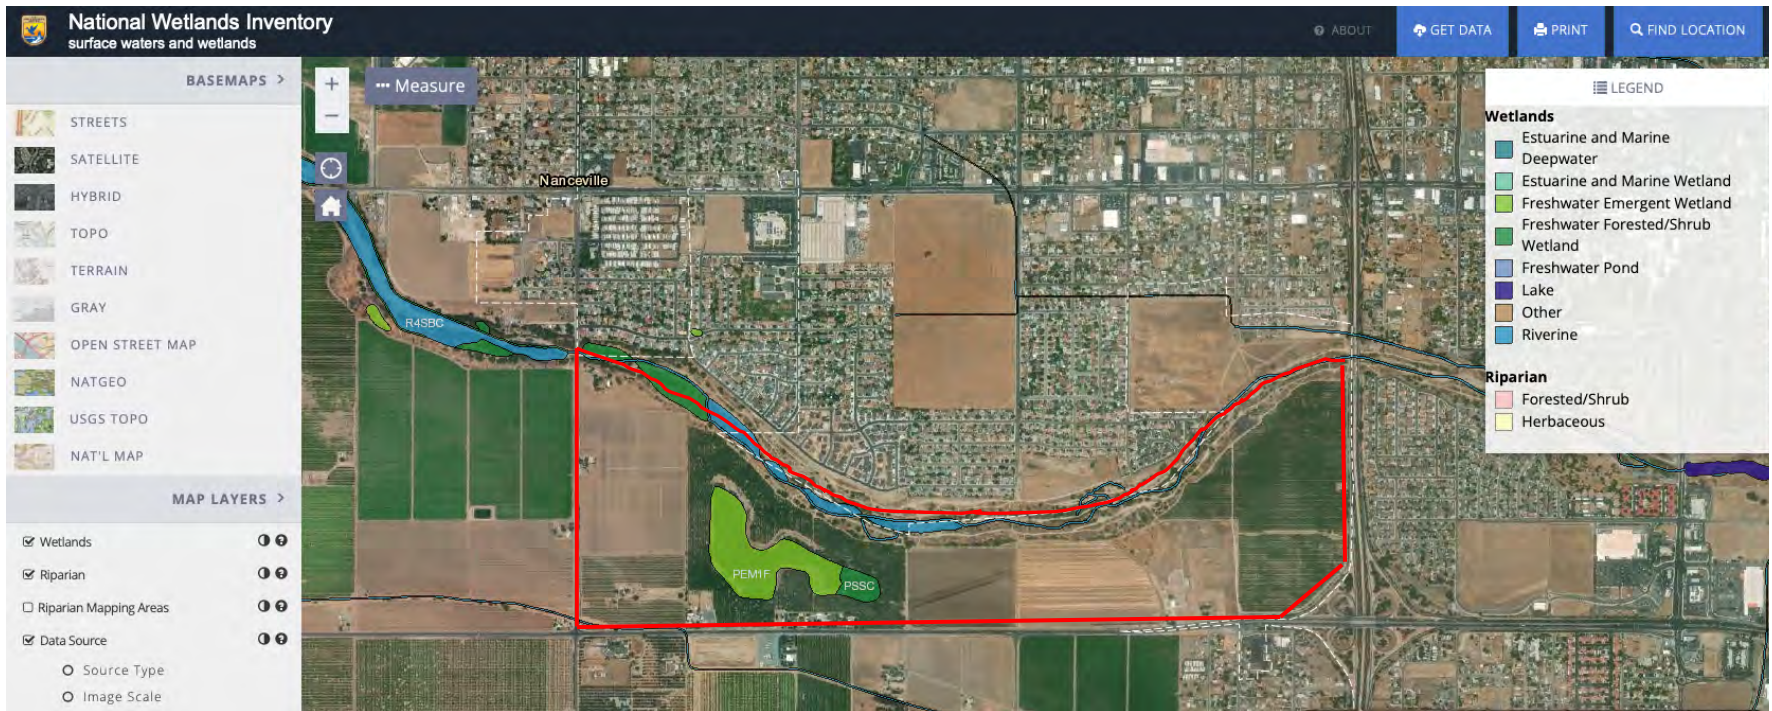 National Wetlands Inventory
surface waters and wetlands
ABOUT
GET DATA
PRINT
FIND LOCATION
BASEMAPS
STREETS
SATELLITE
HYBRID
TOPO
TERRAIN
GRAY
OPEN STREET MAP
NATGEO
USGS TOPO
NAT'L MAP
MAP LAYERS
Wetlands
Riparian
Riparian Mapping Areas
Data Source
Source Type
Image Scale
+
−
Measure
Nanceville
R4SBC
PEM1F
PSSC
LEGEND
Wetlands
Estuarine and Marine
Deepwater
Estuarine and Marine Wetland
Freshwater Emergent Wetland
Freshwater Forested/Shrub
Wetland
Freshwater Pond
Lake
Other
Riverine
Riparian
Forested/Shrub
Herbaceous